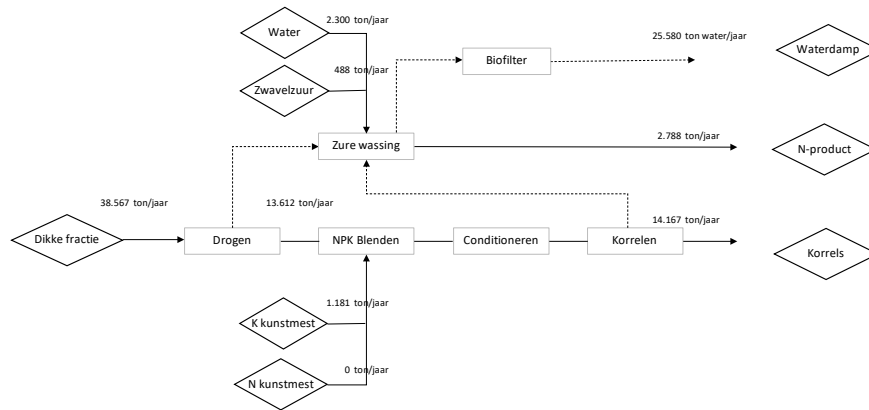 2.300 ton/jaar
Water
25.580 ton water/jaar
Waterdamp
Biofilter
488 ton/jaar
Zwavelzuur
Zure wassing
2.788 ton/jaar
N-product
38.567 ton/jaar
13.612 ton/jaar
14.167 ton/jaar
Dikke fractie
Drogen
NPK Blenden
Conditioneren
Korrelen
Korrels
1.181 ton/jaar
K kunstmest
0 ton/jaar
N kunstmest